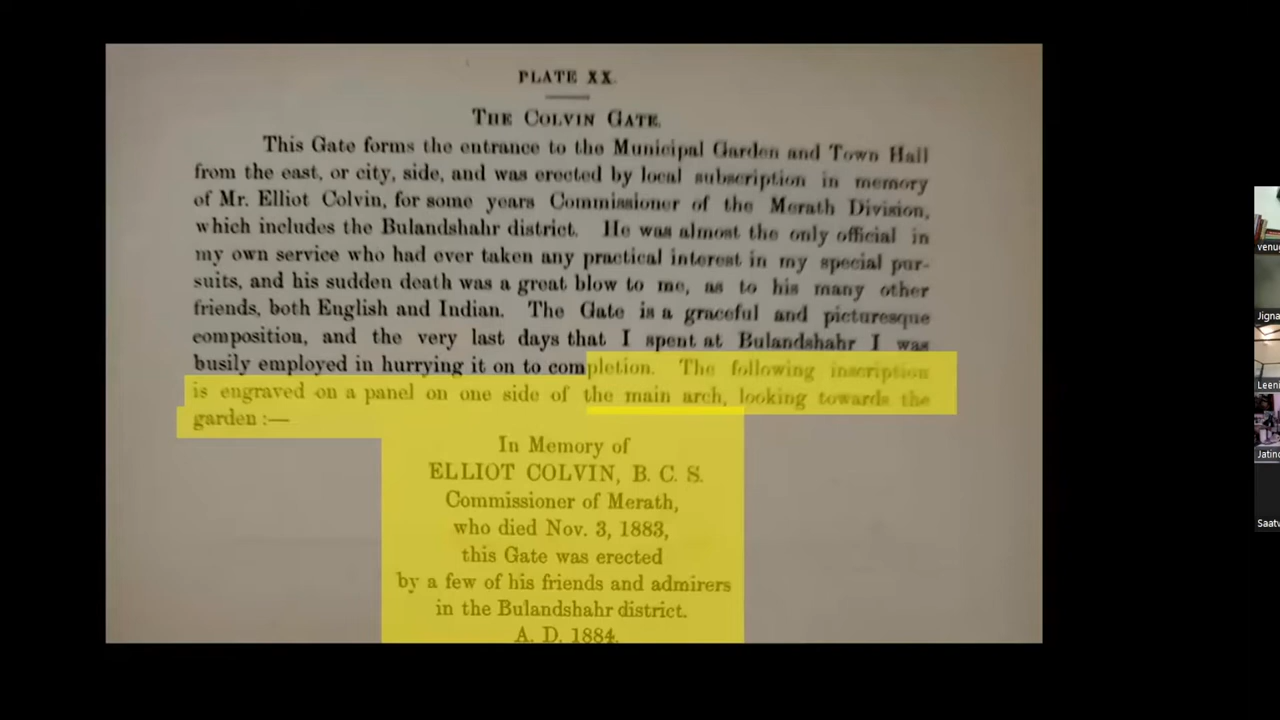 PLATE XX.
THE COLVIN GATE.
This Gate forms the entrance to the Municipal Garden and Town Hall
from the east, or city, side, and was erected by local subscription in memory
of Mr. Elliot Colvin, for some years Commissioner of the Merath Division,
which includes the Bulandshahr district. He was almost the only official in
my own service who had ever taken any practical interest in my special pur-
suits, and his sudden death was a great blow to me, as to his many other
friends, both English and Indian. The Gate is a graceful and picturesque
composition, and the very last days that I spent at Bulandshahr I was
busily employed in hurrying it on to completion. The following inscription
is engraved on a panel on one side of the main arch, looking towards the
garden :—
In Memory of
ELLIOT COLVIN, B. C. S.
Commissioner of Merath,
who died Nov. 3, 1883,
this Gate was erected
by a few of his friends and admirers
in the Bulandshahr district.
A. D. 1884.
venu
Jigna
Leen
Jatin
Saatv